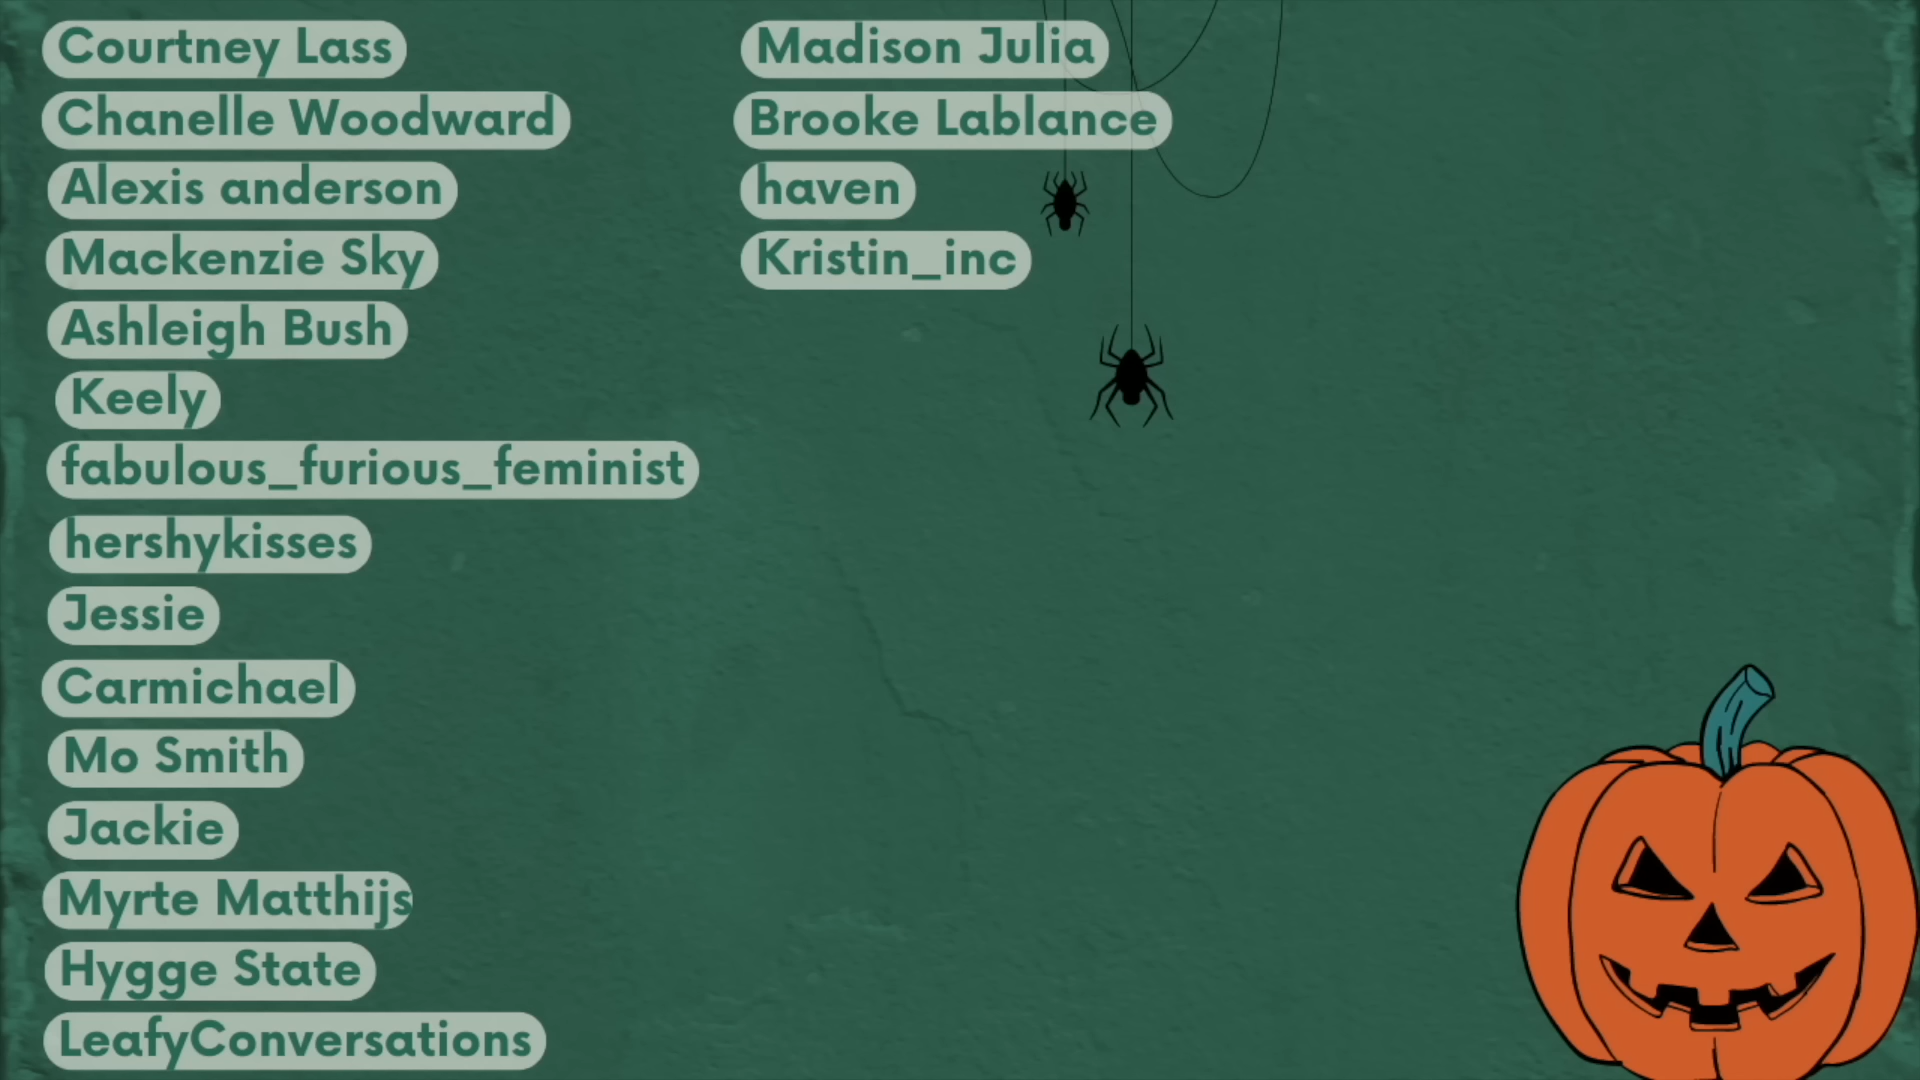 Courtney Lass
Chanelle Woodward
Alexis anderson
Mackenzie Sky
Ashleigh Bush
Keely
fabulous_furious_feminist
hershykisses
Jessie
Carmichael
Mo Smith
Jackie
Myrte Matthijs
Hygge State
LeafyConversations
Madison Julia
Brooke Lablance
haven
Kristin_inc